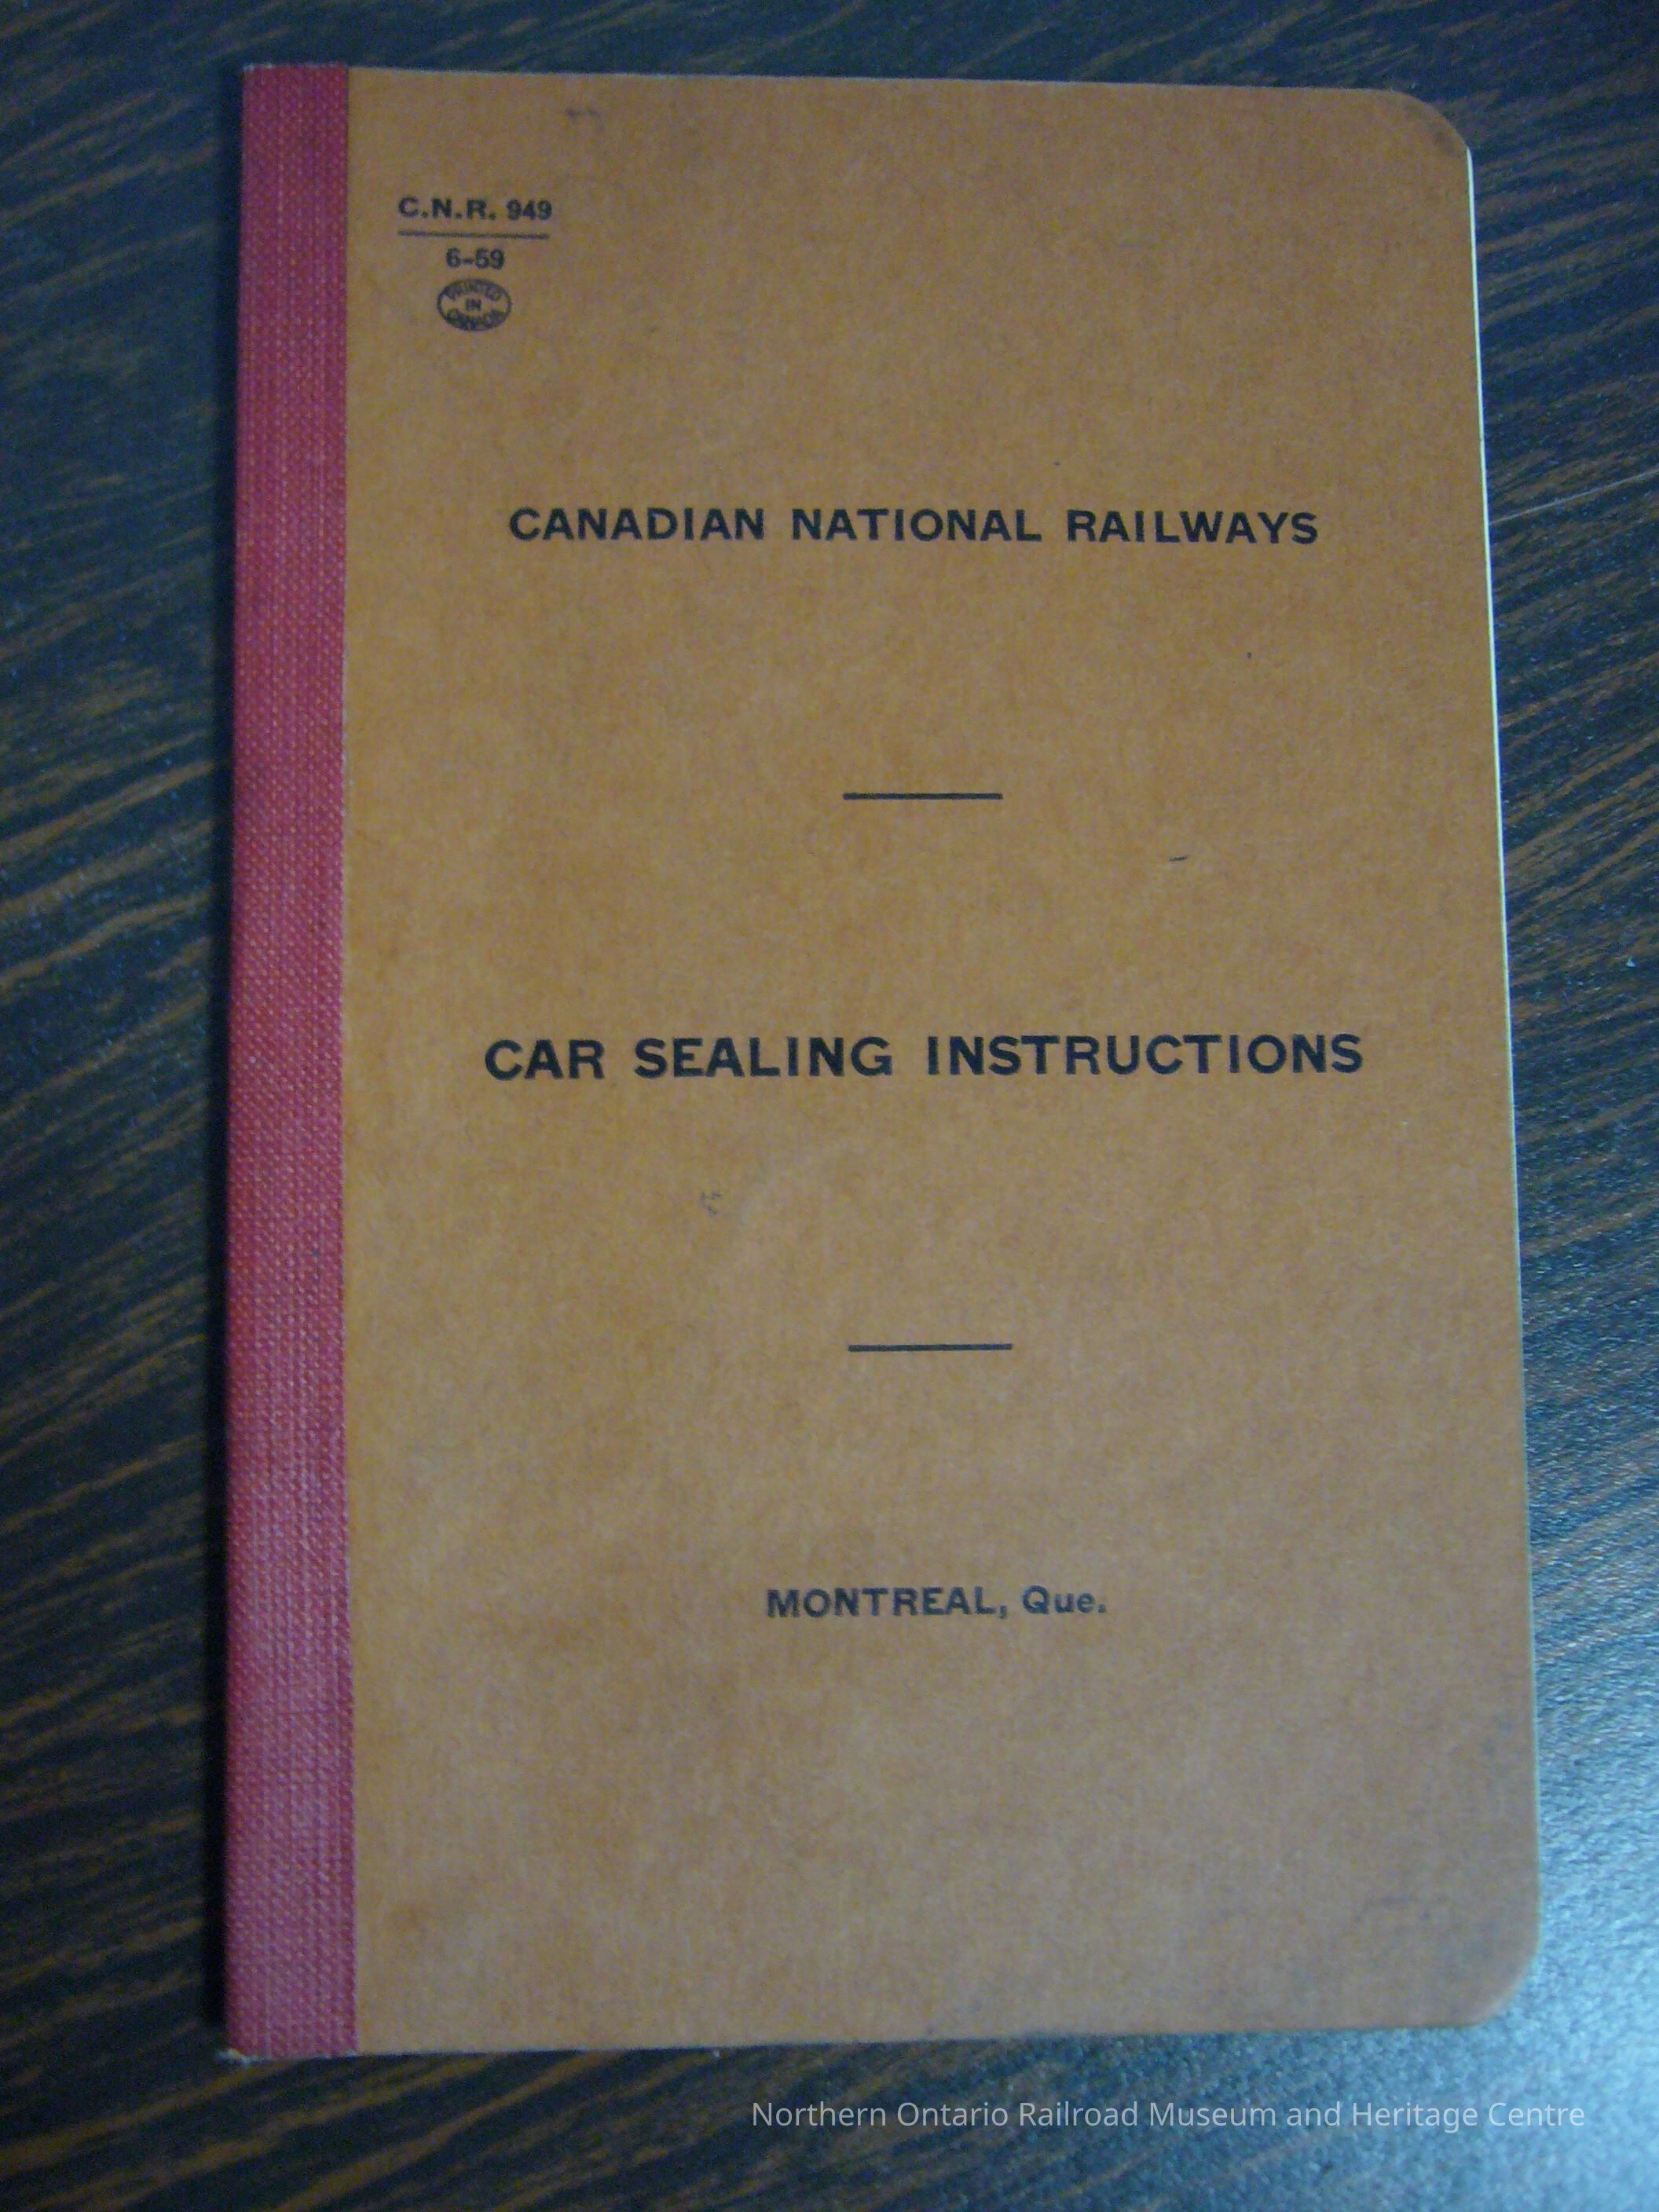 C.N.R. 949
6-59
PRINTED
IN
CANADA
CANADIAN NATIONAL RAILWAYS
CAR SEALING INSTRUCTIONS
MONTREAL, Que.
Northern Ontario Railroad Museum and Heritage Centre